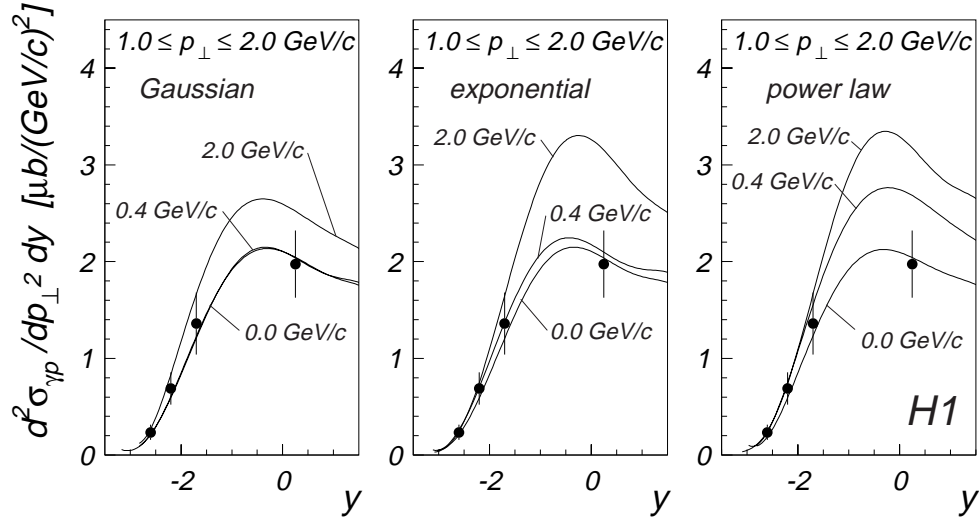 d²σγp/dp⊥² dy [μb/(GeV/c)²]
1.0 ≤ p⊥ ≤ 2.0 GeV/c
Gaussian
2.0 GeV/c
0.4 GeV/c
0.0 GeV/c
4
3
2
1
0
-2
0
y
1.0 ≤ p⊥ ≤ 2.0 GeV/c
exponential
2.0 GeV/c
0.4 GeV/c
0.0 GeV/c
4
3
2
1
0
-2
0
y
1.0 ≤ p⊥ ≤ 2.0 GeV/c
power law
2.0 GeV/c
0.4 GeV/c
0.0 GeV/c
H1
4
3
2
1
0
-2
0
y